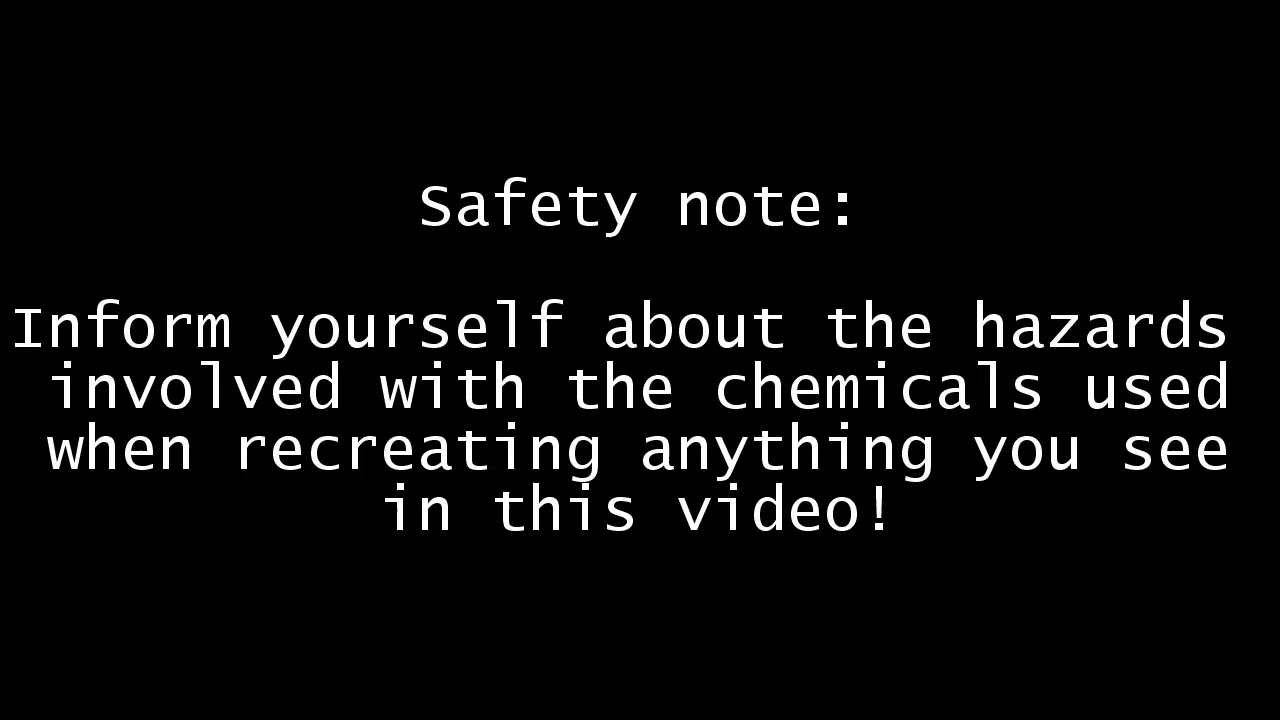 Safety note:
Inform yourself about the hazards
involved with the chemicals used
when recreating anything you see
in this video!